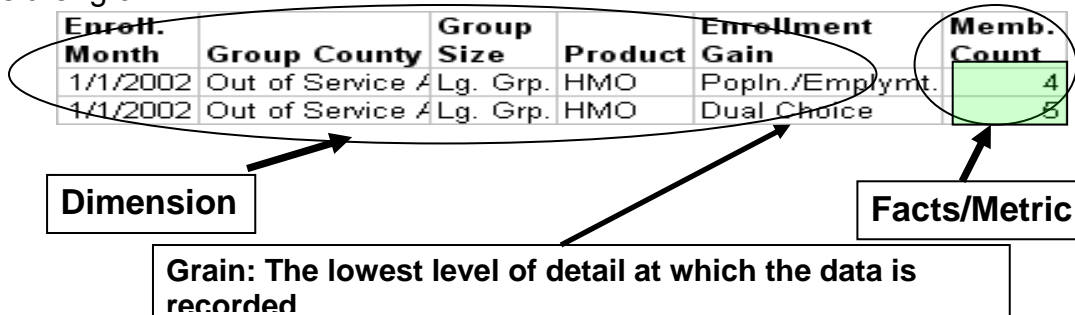 Enroll. Group Enrollment Memb.
Month Group County Size Product Gain Count
1/1/2002 Out of Service A Lg. Grp. HMO Popln./Emplymt. 4
1/1/2002 Out of Service A Lg. Grp. HMO Dual Choice 5
Dimension
Facts/Metric
Grain: The lowest level of detail at which the data is
recorded